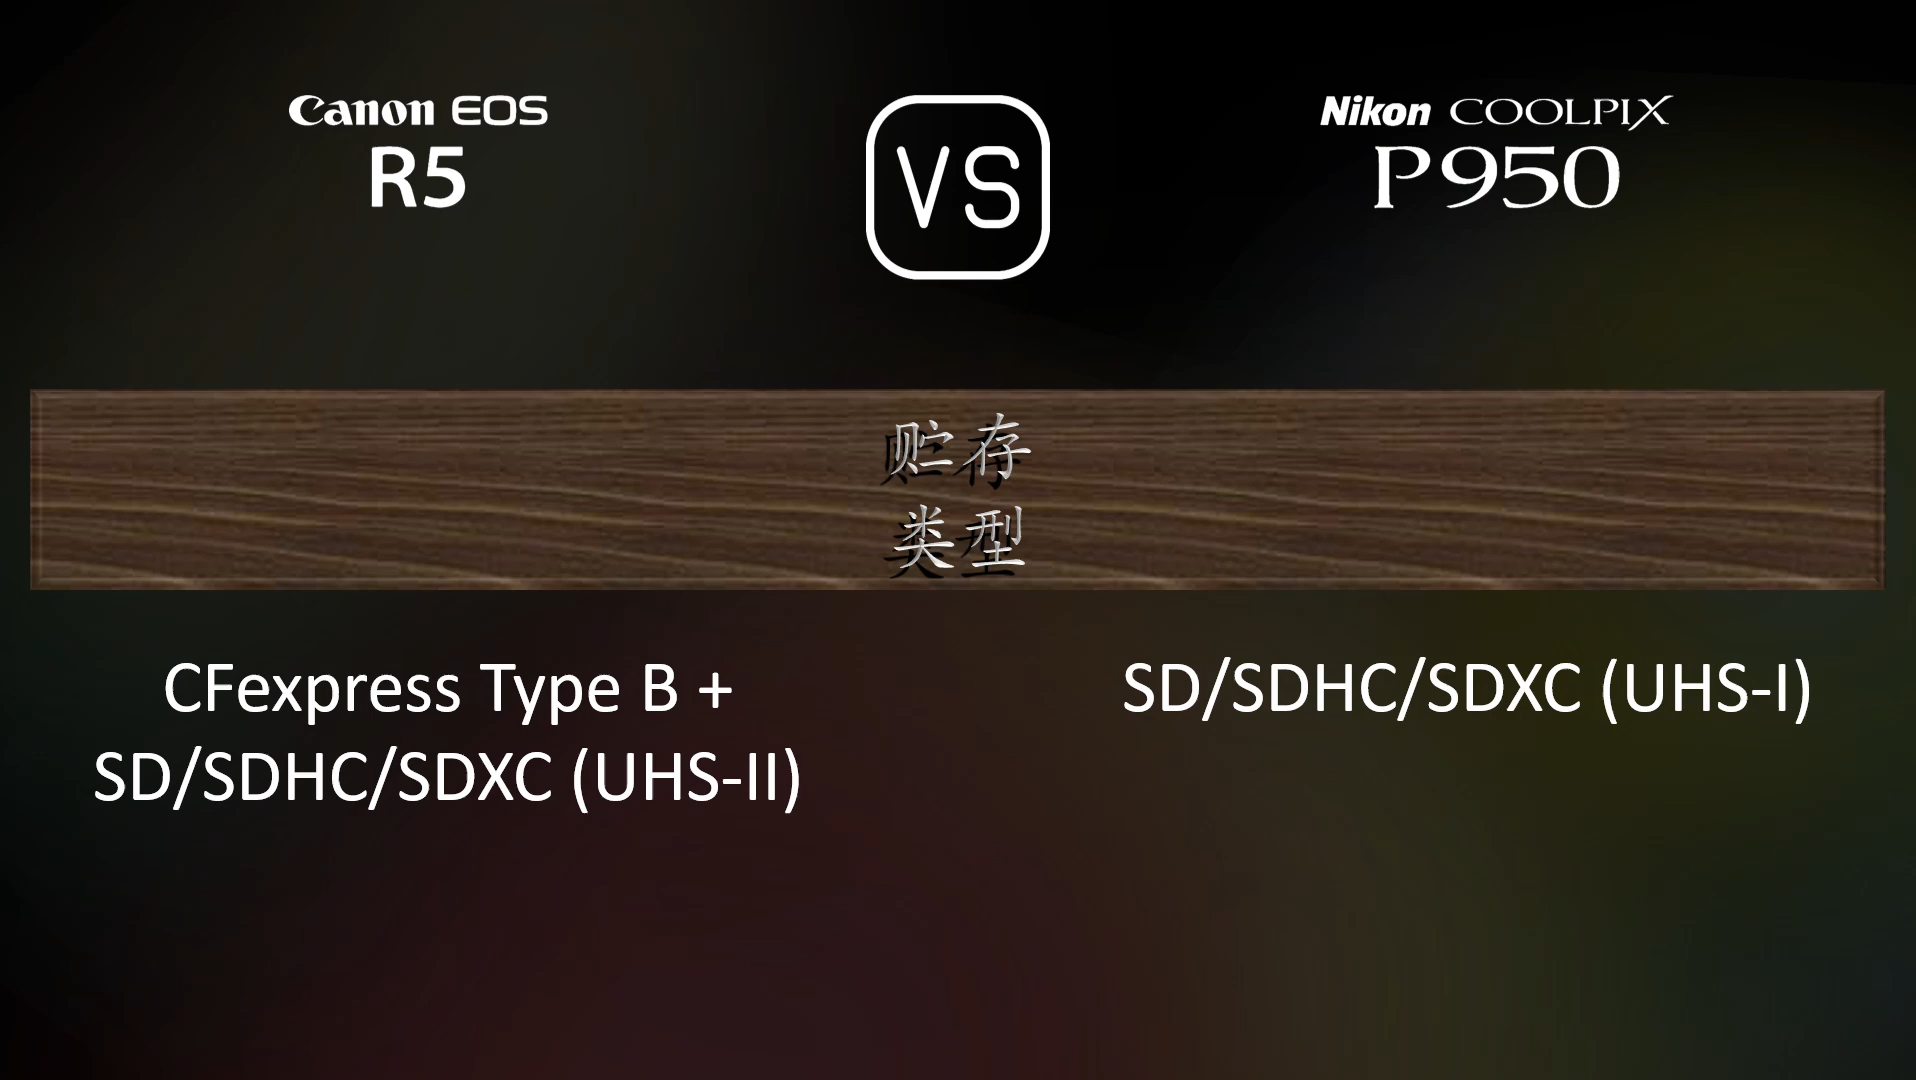 Canon EOS
R5
VS
Nikon COOLPIX
P950
贮存
类型
CFexpress Type B +
SD/SDHC/SDXC (UHS-II)
SD/SDHC/SDXC (UHS-I)